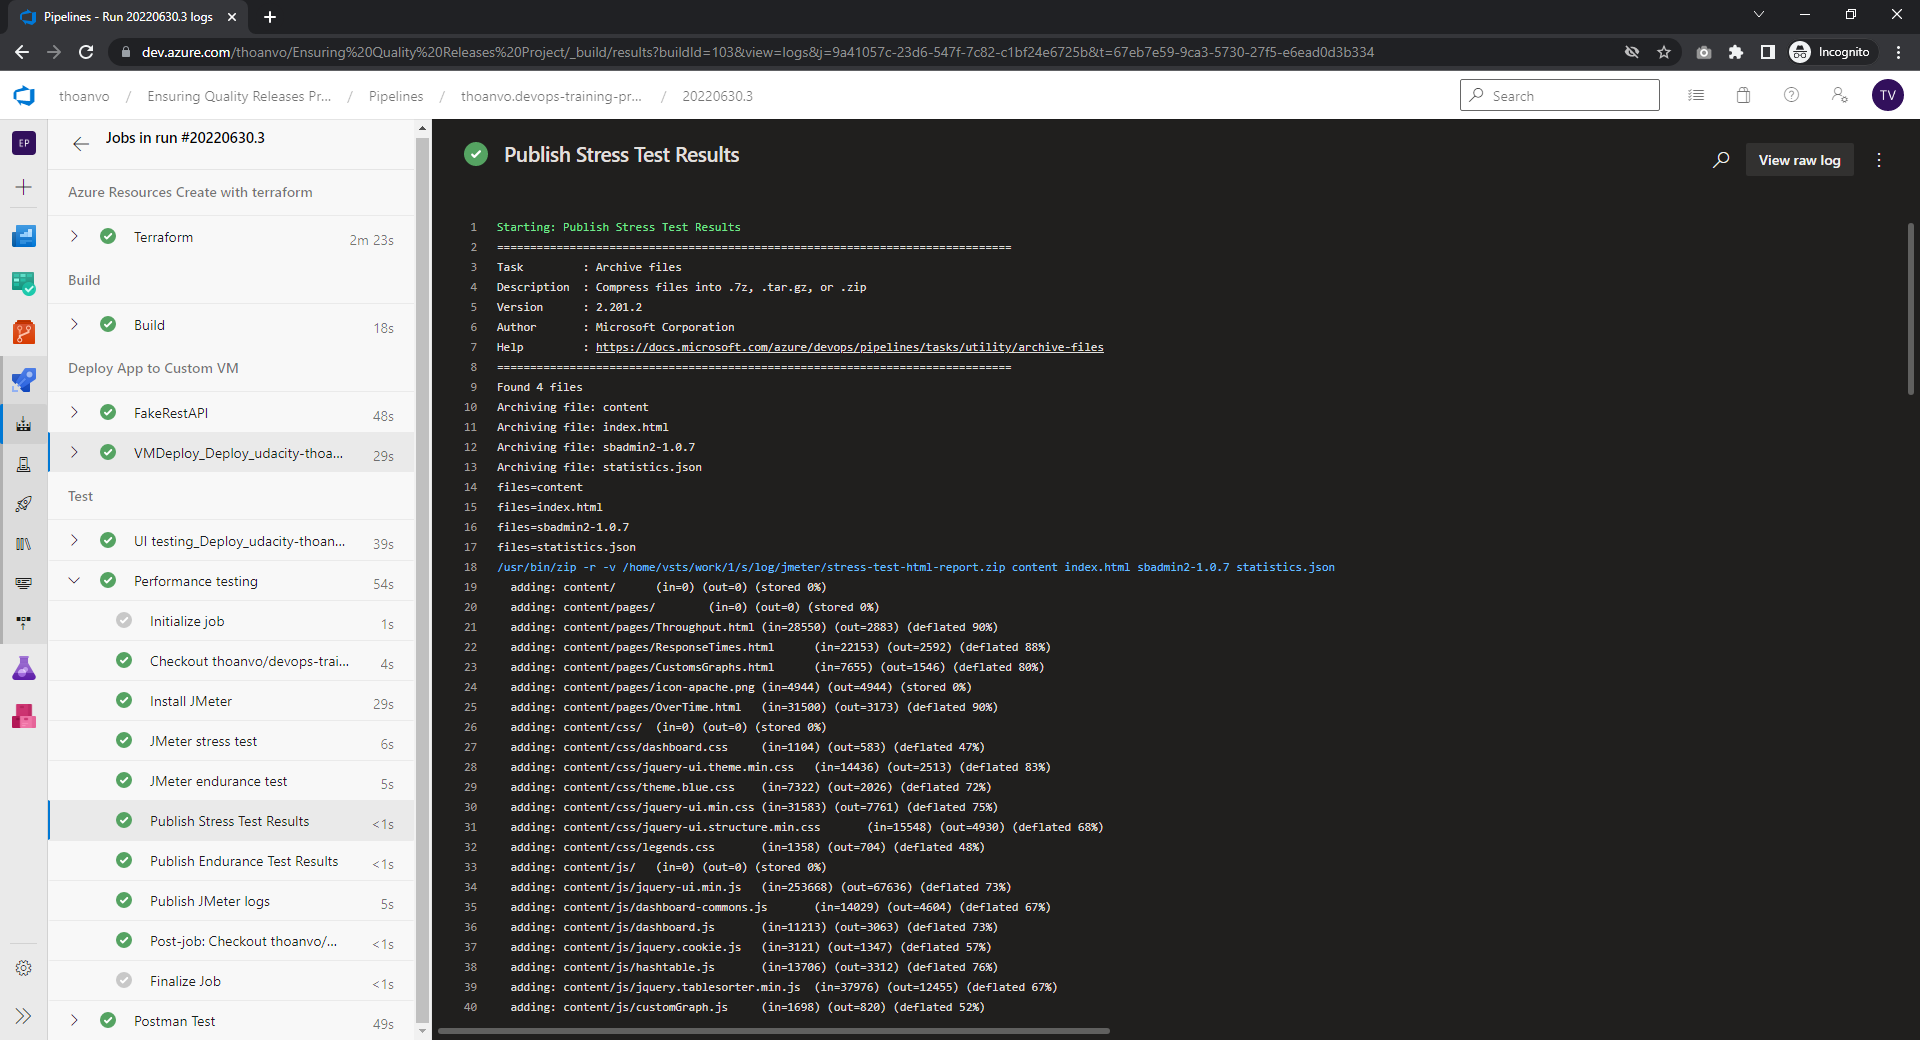 Pipelines - Run 20220630.3 logs
dev.azure.com/thoanvo/Ensuring%20Quality%20Releases%20Project/_build/results?buildId=103&view=logs&j=9a41057c-23d6-547f-7c82-c1bf24e6725b&t=67eb7e59-9ca3-5730-27f5-e6ead0d3b334
Incognito
thoanvo / Ensuring Quality Releases Pr... / Pipelines / thoanvo.devops-training-pr... / 20220630.3
Search
TV
EP
Jobs in run #20220630.3
Azure Resources Create with terraform
Terraform 2m 23s
Build
Build 18s
Deploy App to Custom VM
FakeRestAPI 48s
VMDeploy_Deploy_udacity-thoa... 29s
Test
UI testing_Deploy_udacity-thoan... 39s
Performance testing 54s
Initialize job 1s
Checkout thoanvo/devops-trai... 4s
Install JMeter 29s
JMeter stress test 6s
JMeter endurance test 5s
Publish Stress Test Results <1s
Publish Endurance Test Results <1s
Publish JMeter logs 5s
Post-job: Checkout thoanvo/... <1s
Finalize Job <1s
Postman Test 49s
Publish Stress Test Results
View raw log
1 Starting: Publish Stress Test Results
2 ==============================================================================
3 Task         : Archive files
4 Description  : Compress files into .7z, .tar.gz, or .zip
5 Version      : 2.201.2
6 Author       : Microsoft Corporation
7 Help         : https://docs.microsoft.com/azure/devops/pipelines/tasks/utility/archive-files
8 ==============================================================================
9 Found 4 files
10 Archiving file: content
11 Archiving file: index.html
12 Archiving file: sbadmin2-1.0.7
13 Archiving file: statistics.json
14 files=content
15 files=index.html
16 files=sbadmin2-1.0.7
17 files=statistics.json
18 /usr/bin/zip -r -v /home/vsts/work/1/s/log/jmeter/stress-test-html-report.zip content index.html sbadmin2-1.0.7 statistics.json
19 adding: content/ (in=0) (out=0) (stored 0%)
20 adding: content/pages/ (in=0) (out=0) (stored 0%)
21 adding: content/pages/Throughput.html (in=28550) (out=2883) (deflated 90%)
22 adding: content/pages/ResponseTimes.html (in=22153) (out=2592) (deflated 88%)
23 adding: content/pages/CustomsGraphs.html (in=7655) (out=1546) (deflated 80%)
24 adding: content/pages/icon-apache.png (in=4944) (out=4944) (stored 0%)
25 adding: content/pages/OverTime.html (in=31500) (out=3173) (deflated 90%)
26 adding: content/css/ (in=0) (out=0) (stored 0%)
27 adding: content/css/dashboard.css (in=1104) (out=583) (deflated 47%)
28 adding: content/css/jquery-ui.theme.min.css (in=14436) (out=2513) (deflated 83%)
29 adding: content/css/theme.blue.css (in=7322) (out=2026) (deflated 72%)
30 adding: content/css/jquery-ui.min.css (in=31583) (out=7761) (deflated 75%)
31 adding: content/css/jquery-ui.structure.min.css (in=15548) (out=4930) (deflated 68%)
32 adding: content/css/legends.css (in=1358) (out=704) (deflated 48%)
33 adding: content/js/ (in=0) (out=0) (stored 0%)
34 adding: content/js/jquery-ui.min.js (in=253668) (out=67636) (deflated 73%)
35 adding: content/js/dashboard-commons.js (in=14029) (out=4604) (deflated 67%)
36 adding: content/js/dashboard.js (in=11213) (out=3063) (deflated 73%)
37 adding: content/js/jquery.cookie.js (in=3121) (out=1347) (deflated 57%)
38 adding: content/js/hashtable.js (in=13706) (out=3312) (deflated 76%)
39 adding: content/js/jquery.tablesorter.min.js (in=37976) (out=12455) (deflated 67%)
40 adding: content/js/customGraph.js (in=1698) (out=820) (deflated 52%)